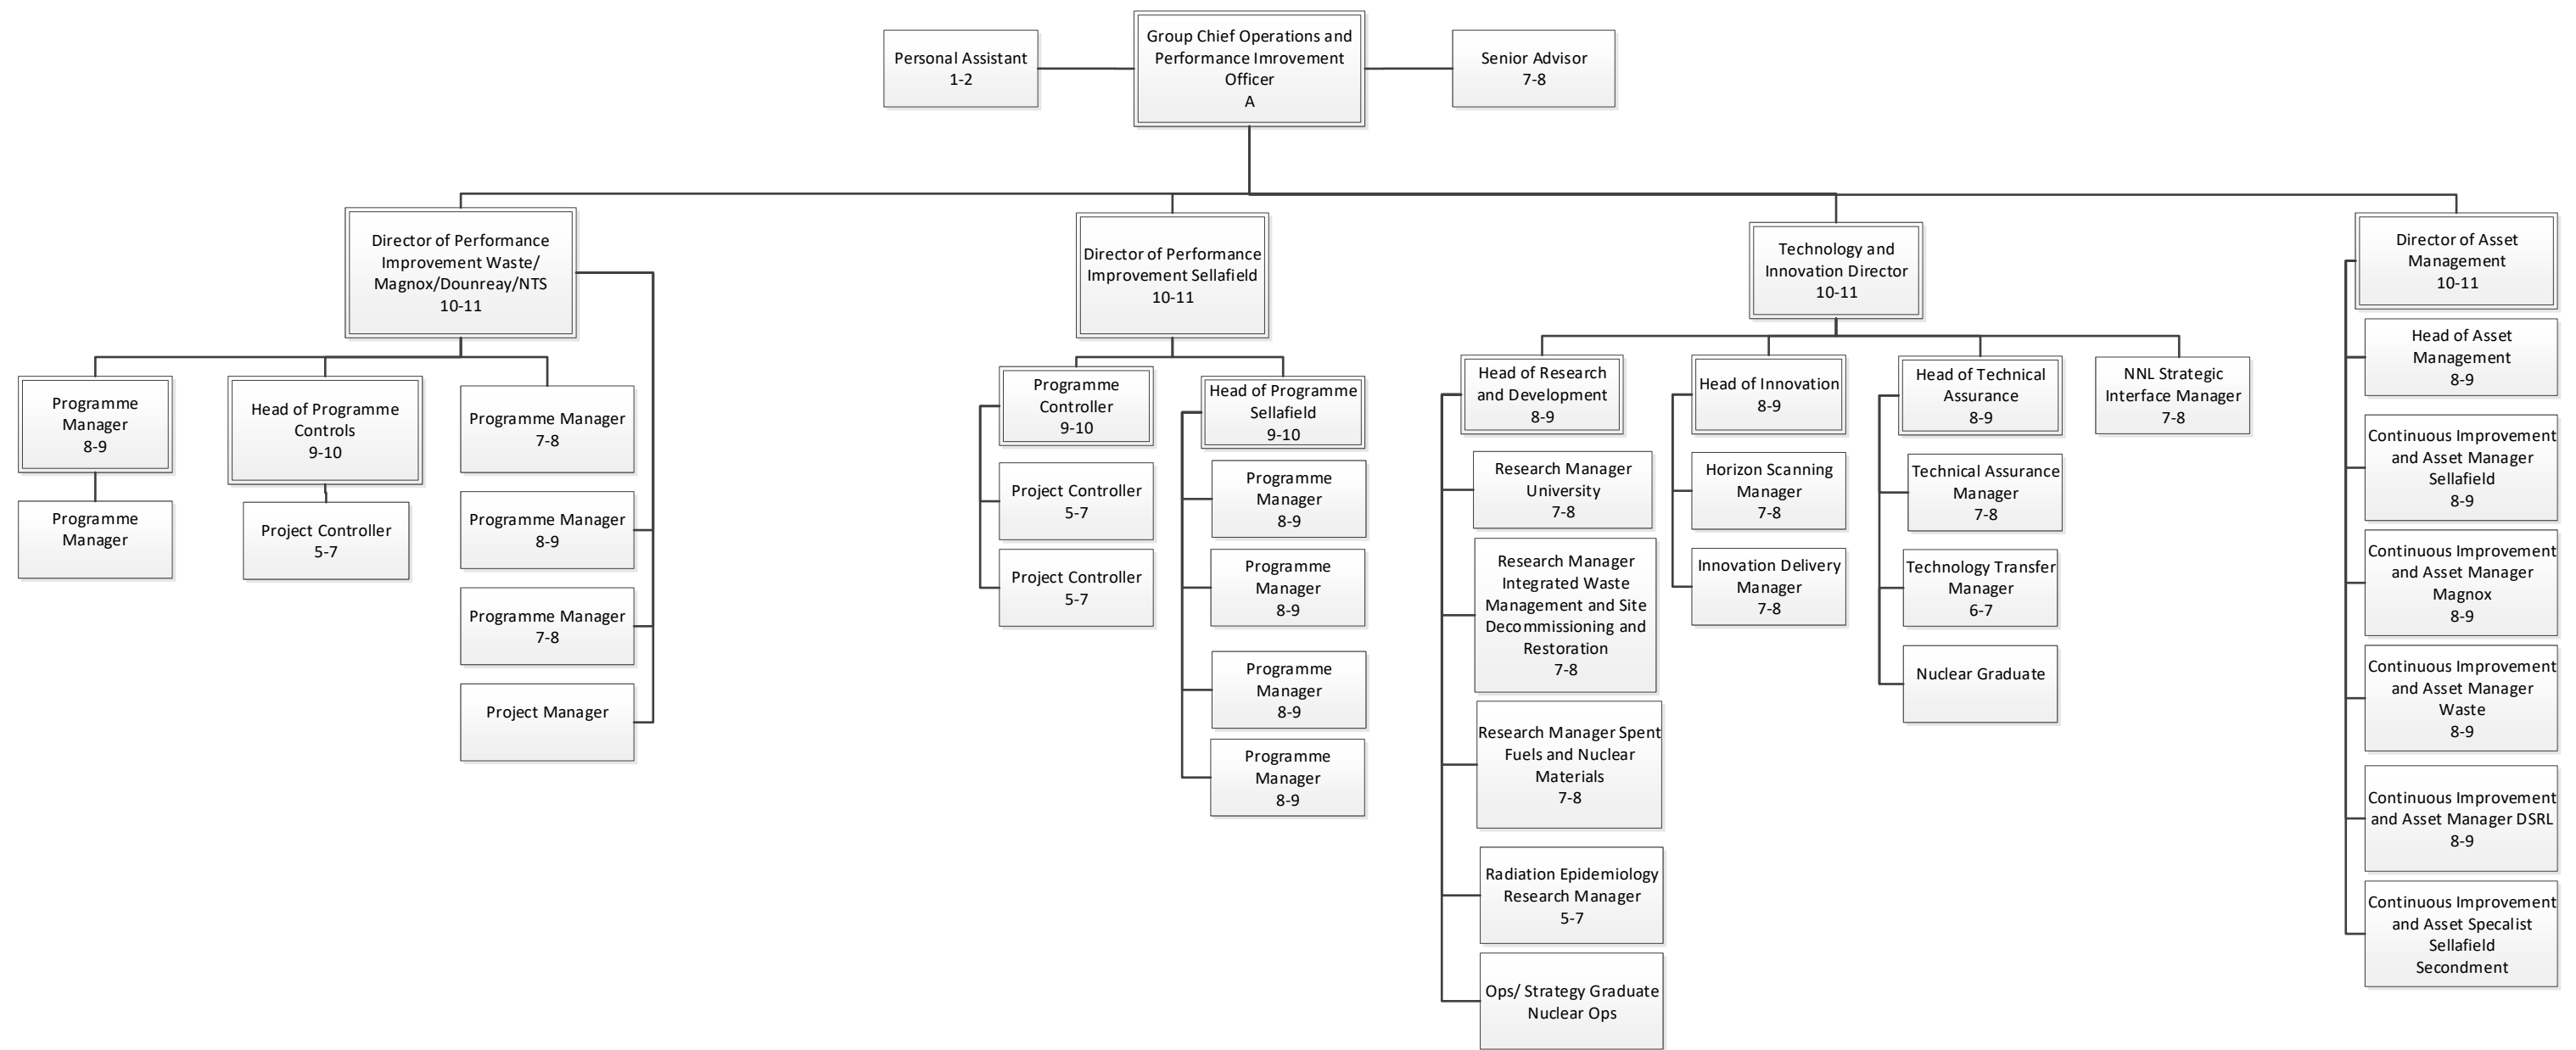 Personal Assistant
1-2
Group Chief Operations and
Performance Imrovement
Officer
A
Senior Advisor
7-8
Director of Performance
Improvement Waste/
Magnox/Dounreay/NTS
10-11
Programme
Manager
8-9
Programme
Manager
Head of Programme
Controls
9-10
Project Controller
5-7
Programme Manager
7-8
Programme Manager
8-9
Programme Manager
7-8
Project Manager
Director of Performance
Improvement Sellafield
10-11
Programme
Controller
9-10
Project Controller
5-7
Project Controller
5-7
Head of Programme
Sellafield
9-10
Programme
Manager
8-9
Programme
Manager
8-9
Programme
Manager
8-9
Programme
Manager
8-9
Technology and
Innovation Director
10-11
Head of Research
and Development
8-9
Research Manager
University
7-8
Research Manager
Integrated Waste
Management and Site
Decommissioning and
Restoration
7-8
Research Manager Spent
Fuels and Nuclear
Materials
7-8
Radiation Epidemiology
Research Manager
5-7
Ops/ Strategy Graduate
Nuclear Ops
Head of Innovation
8-9
Horizon Scanning
Manager
7-8
Innovation Delivery
Manager
7-8
Head of Technical
Assurance
8-9
Technical Assurance
Manager
7-8
Technology Transfer
Manager
6-7
Nuclear Graduate
NNL Strategic
Interface Manager
7-8
Director of Asset
Management
10-11
Head of Asset
Management
8-9
Continuous Improvement
and Asset Manager
Sellafield
8-9
Continuous Improvement
and Asset Manager
Magnox
8-9
Continuous Improvement
and Asset Manager
Waste
8-9
Continuous Improvement
and Asset Manager DSRL
8-9
Continuous Improvement
and Asset Specalist
Sellafield
Secondment